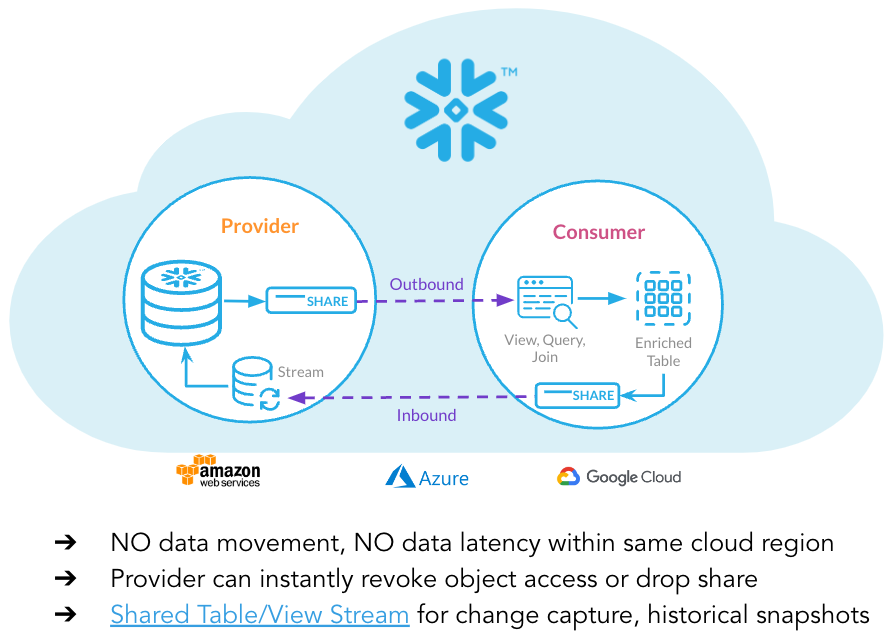 TM
Provider
Consumer
SHARE
Outbound
View, Query,
Join
Enriched
Table
Stream
SHARE
Inbound
amazon
web services
Azure
Google Cloud
➔ NO data movement, NO data latency within same cloud region
➔ Provider can instantly revoke object access or drop share
➔ Shared Table/View Stream for change capture, historical snapshots